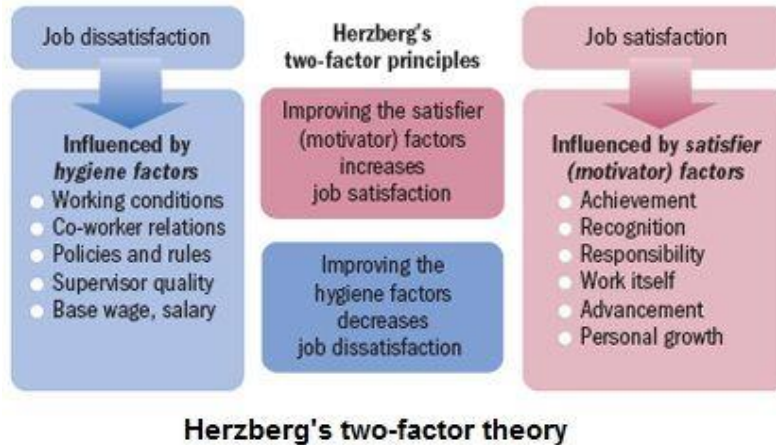 Job dissatisfaction
Influenced by
hygiene factors
Working conditions
Co-worker relations
Policies and rules
Supervisor quality
Base wage, salary
Herzberg's
two-factor principles
Improving the satisfier
(motivator) factors
increases
job satisfaction
Improving the
hygiene factors
decreases
job dissatisfaction
Job satisfaction
Influenced by satisfier
(motivator) factors
Achievement
Recognition
Responsibility
Work itself
Advancement
Personal growth
Herzberg's two-factor theory